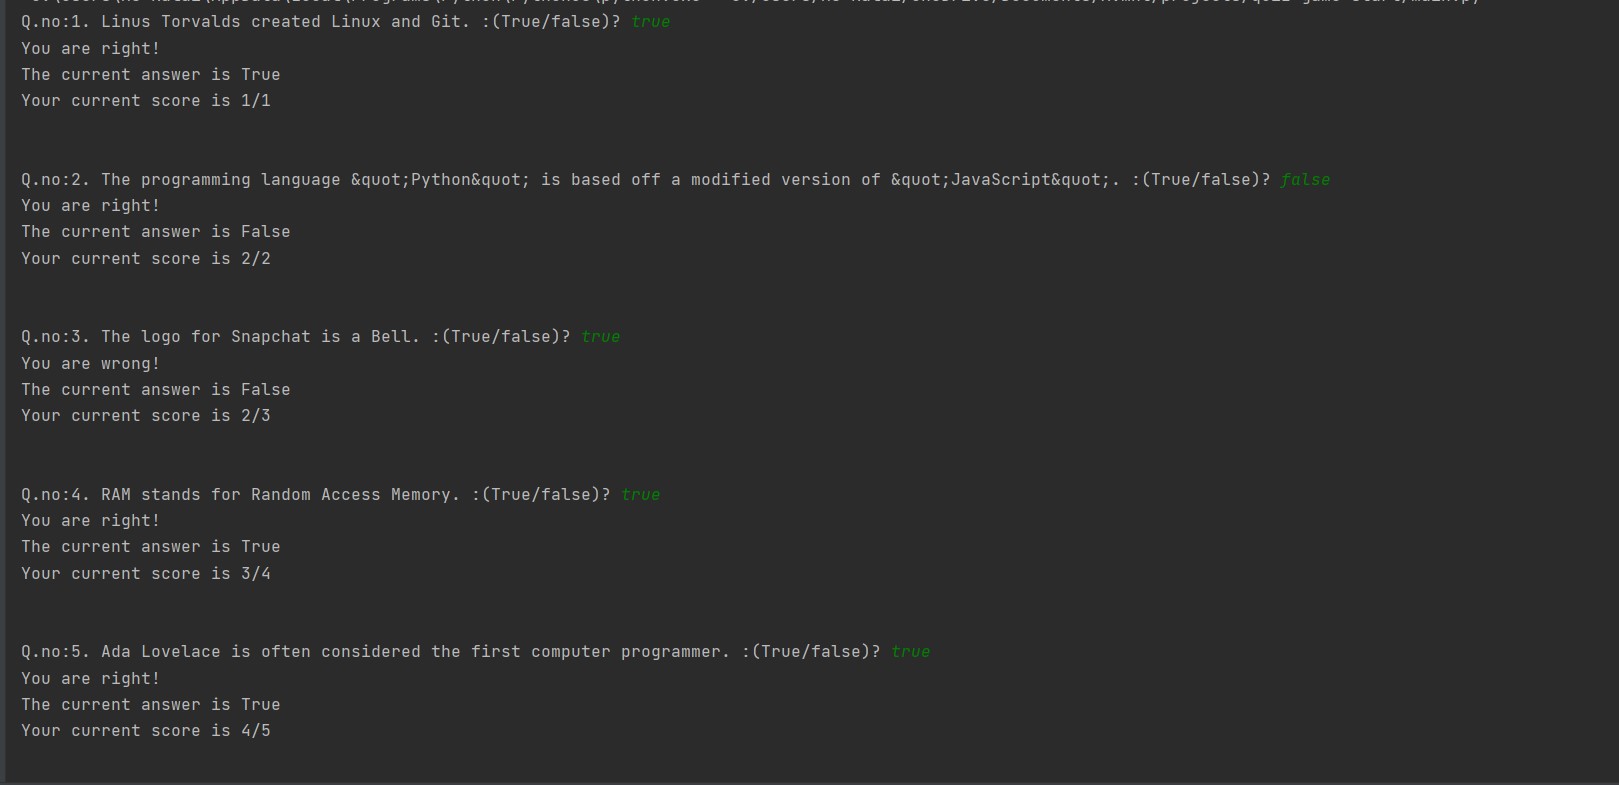 Q.no:1. Linus Torvalds created Linux and Git. :(True/false)? true
You are right!
The current answer is True
Your current score is 1/1
Q.no:2. The programming language &quot;Python&quot; is based off a modified version of &quot;JavaScript&quot;. :(True/false)? false
You are right!
The current answer is False
Your current score is 2/2
Q.no:3. The logo for Snapchat is a Bell. :(True/false)? true
You are wrong!
The current answer is False
Your current score is 2/3
Q.no:4. RAM stands for Random Access Memory. :(True/false)? true
You are right!
The current answer is True
Your current score is 3/4
Q.no:5. Ada Lovelace is often considered the first computer programmer. :(True/false)? true
You are right!
The current answer is True
Your current score is 4/5